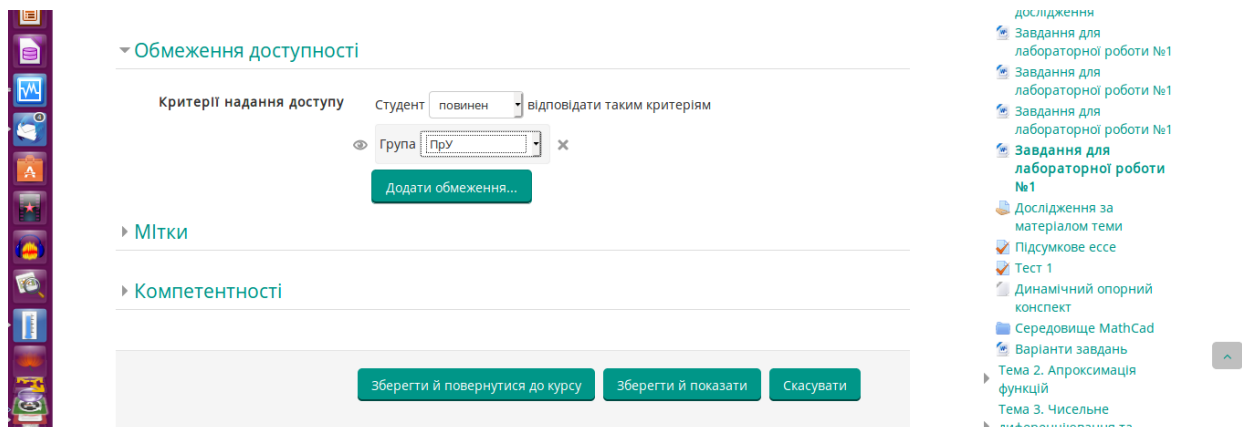 Обмеження доступності
Критерії надання доступу
Студент повинен відповідати таким критеріям
Група ПрУ
Додати обмеження...
МІтки
Компетентності
Зберегти й повернутися до курсу Зберегти й показати Скасувати
дослідження
Завдання для
лабораторної роботи №1
Завдання для
лабораторної роботи №1
Завдання для
лабораторної роботи №1
Завдання для
лабораторної роботи
№1
Дослідження за
матеріалом теми
Підсумкове ессе
Тест 1
Динамічний опорний
конспект
Середовище MathCad
Варіанти завдань
Тема 2. Апроксимація
функцій
Тема 3. Чисельне
диференціювання та